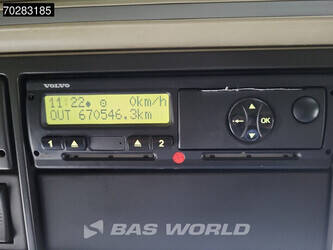 70283185
VOLVO
11:22 0km/h
OUT 670546.3km
1 2
OK
BAS WORLD